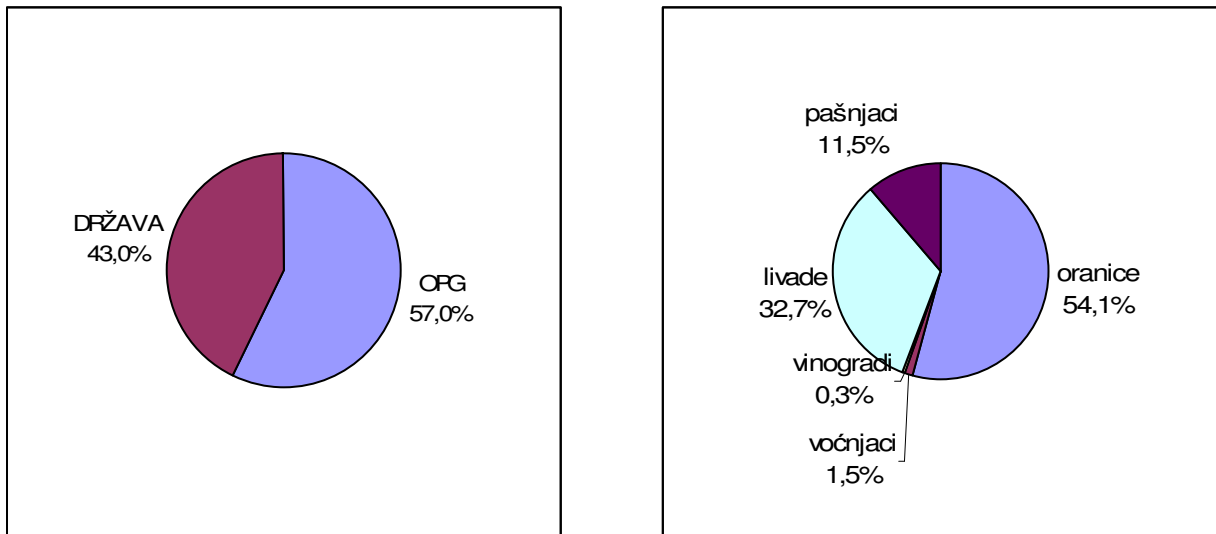 DRŽAVA
43,0%
OPG
57,0%
pašnjaci
11,5%
livade
32,7%
oranice
54,1%
vinogradi
0,3%
voćnjaci
1,5%